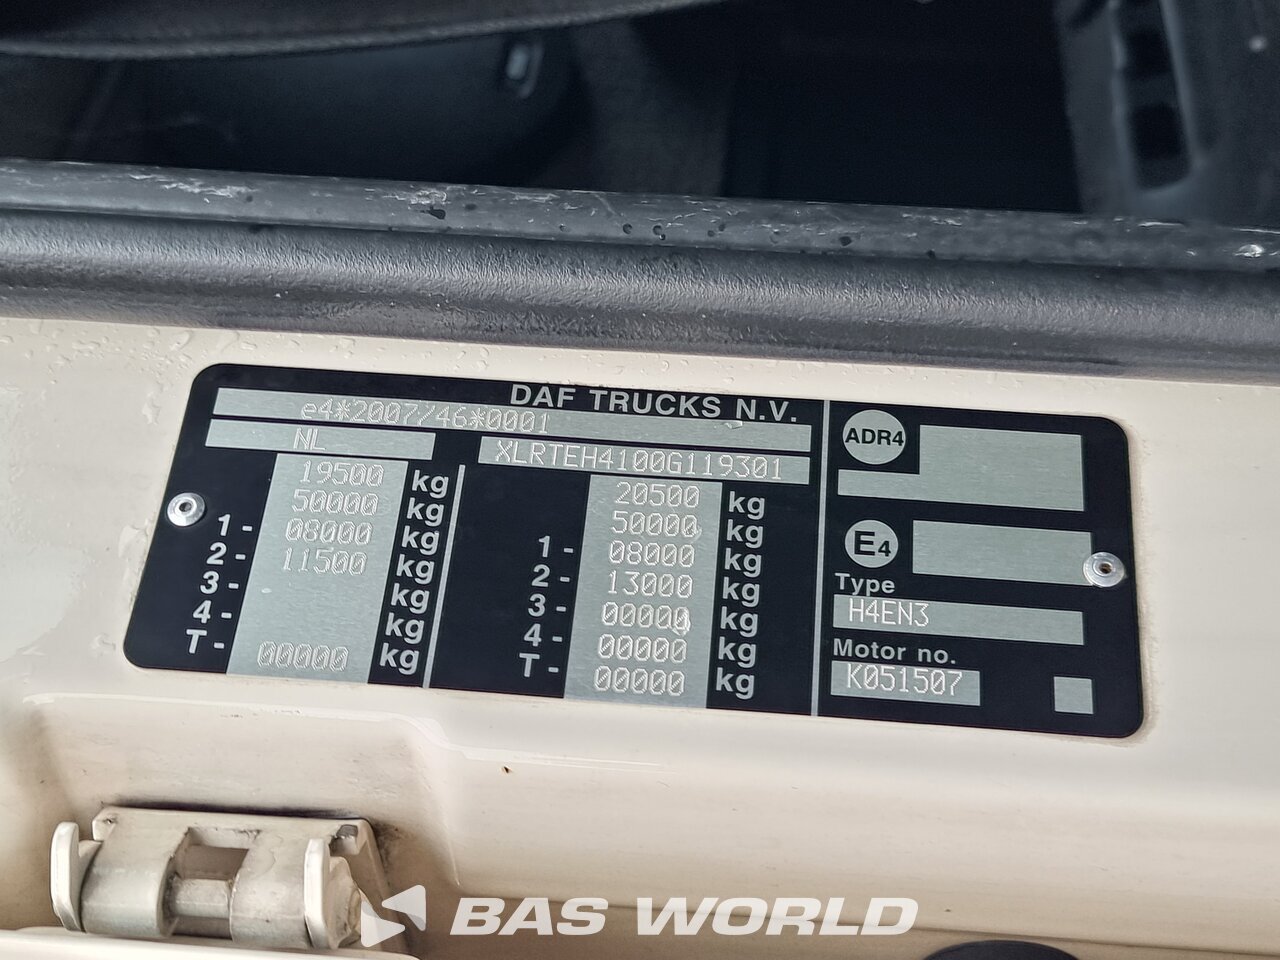 DAF TRUCKS N.V.
e4*2007/46*0001
NL XLRTEH4100G119301
19500 kg 20500 kg
50000 kg 50000 kg
1- 08000 kg 1- 08000 kg
2- 11500 kg 2- 13000 kg
3- kg 3- 00000 kg
4- kg 4- 00000 kg
T- 00000 kg T- 00000 kg
ADR4
E4
Type
H4EN3
Motor no.
K051507
BAS WORLD